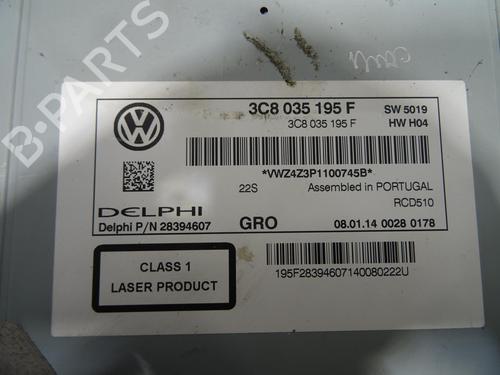 B-PARTS
3C8 035 195 F
SW 5019
3C8 035 195 F
HW H04
*VWZ4Z3P1100745B*
22S
Assembled in PORTUGAL
RCD510
DELPHI
Delphi P/N 28394607
GRO
08.01.14 0028 0178
CLASS 1
LASER PRODUCT
195F28394607140080222U